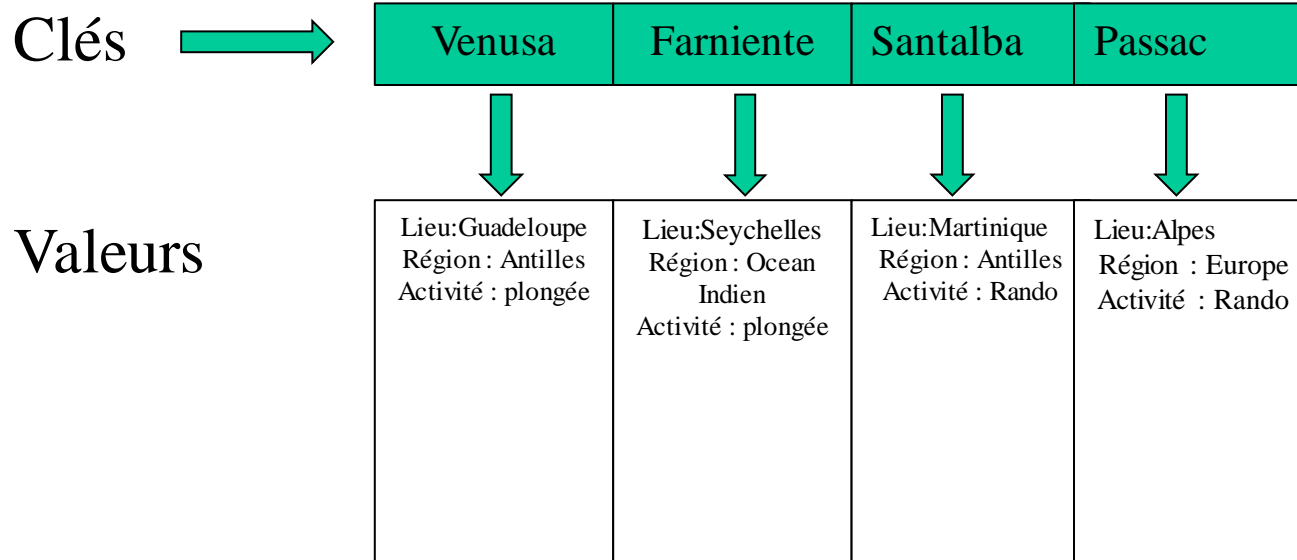 Clés
Venusa
Farniente
Santalba
Passac
Valeurs
Lieu:Guadeloupe
Région : Antilles
Activité : plongée
Lieu:Seychelles
Région : Ocean
Indien
Activité : plongée
Lieu:Martinique
Région : Antilles
Activité : Rando
Lieu:Alpes
Région : Europe
Activité : Rando